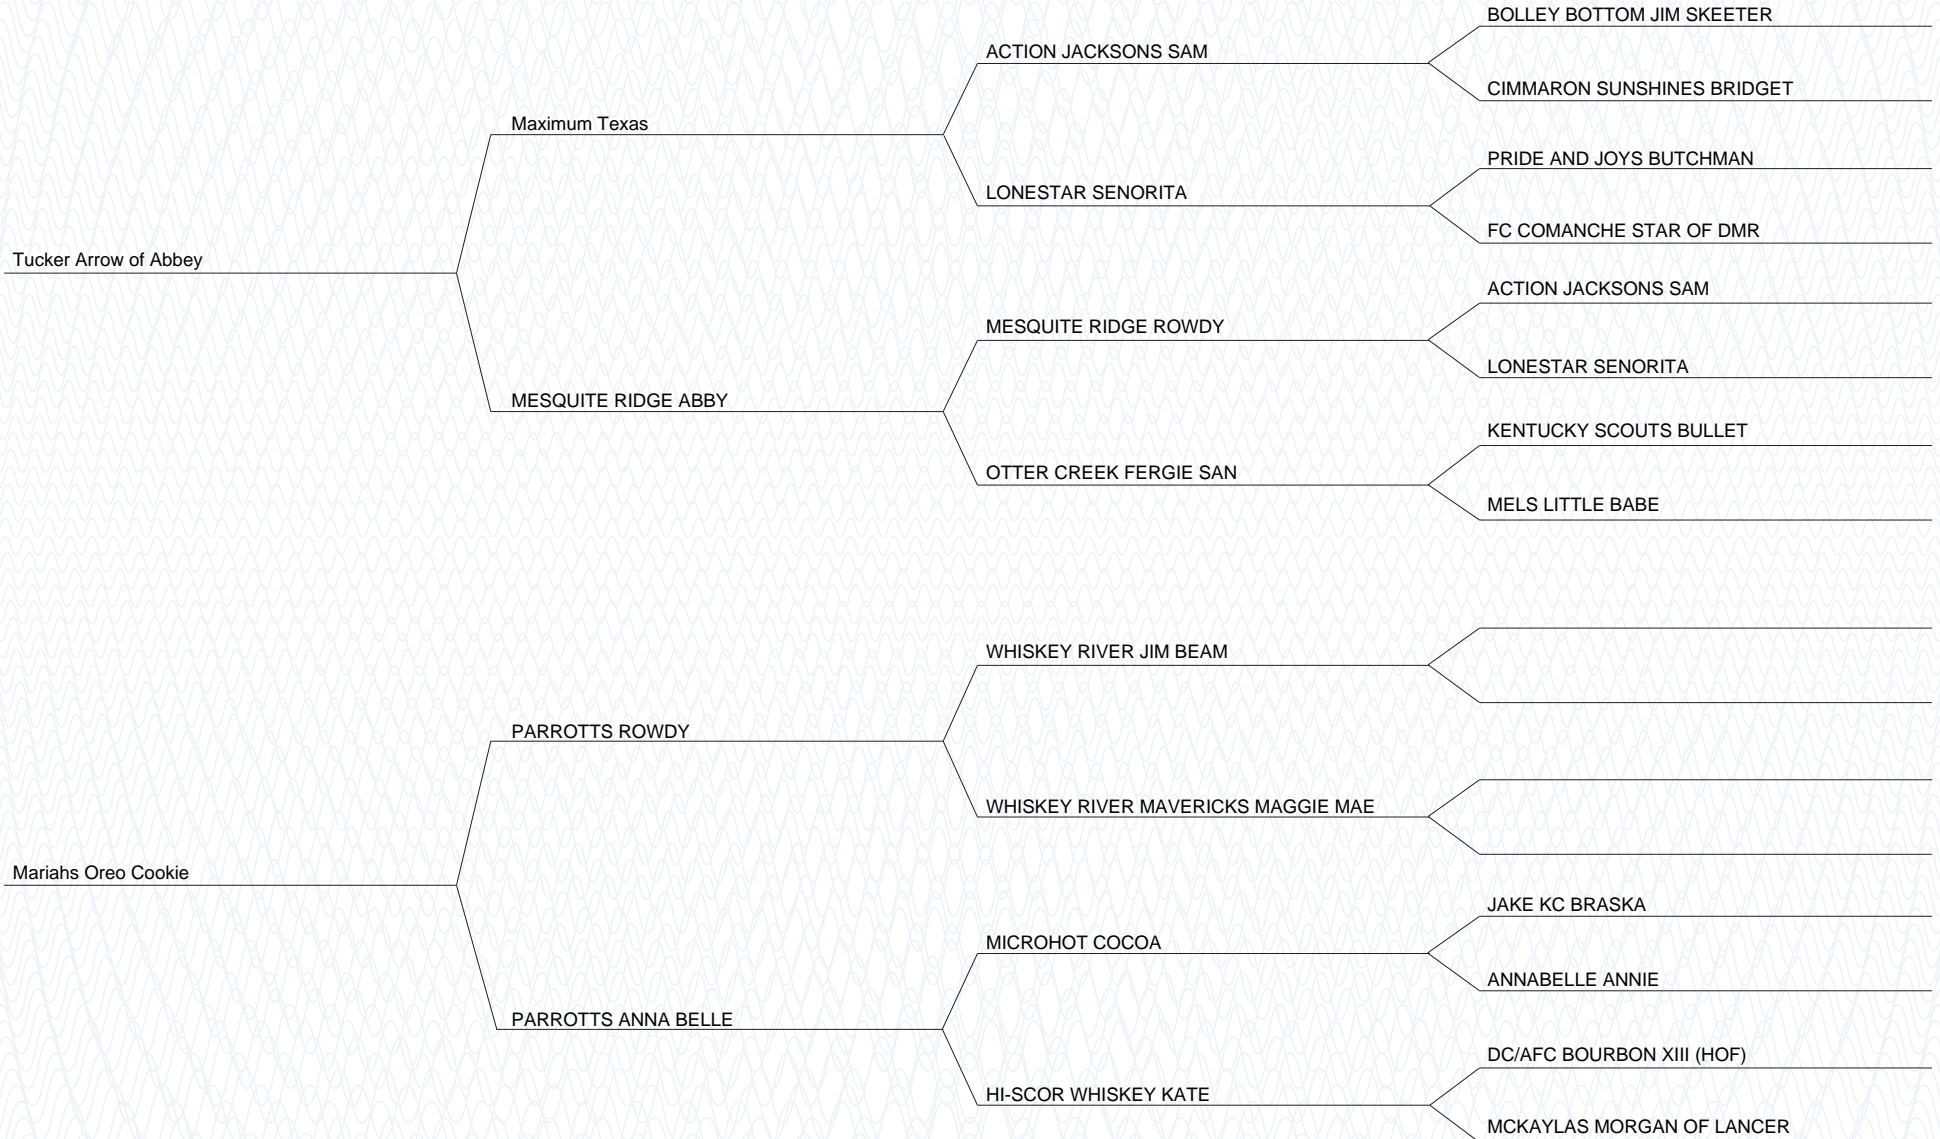 BOLLEY BOTTOM JIM SKEETER
ACTION JACKSONS SAM
CIMMARON SUNSHINES BRIDGET
Maximum Texas
PRIDE AND JOYS BUTCHMAN
LONESTAR SENORITA
FC COMANCHE STAR OF DMR
Tucker Arrow of Abbey
ACTION JACKSONS SAM
MESQUITE RIDGE ROWDY
LONESTAR SENORITA
MESQUITE RIDGE ABBY
KENTUCKY SCOUTS BULLET
OTTER CREEK FERGIE SAN
MELS LITTLE BABE
WHISKEY RIVER JIM BEAM
PARROTTS ROWDY
WHISKEY RIVER MAVERICKS MAGGIE MAE
Mariahs Oreo Cookie
JAKE KC BRASKA
MICROHOT COCOA
ANNABELLE ANNIE
PARROTTS ANNA BELLE
DC/AFC BOURBON XIII (HOF)
HI-SCOR WHISKEY KATE
MCKAYLAS MORGAN OF LANCER